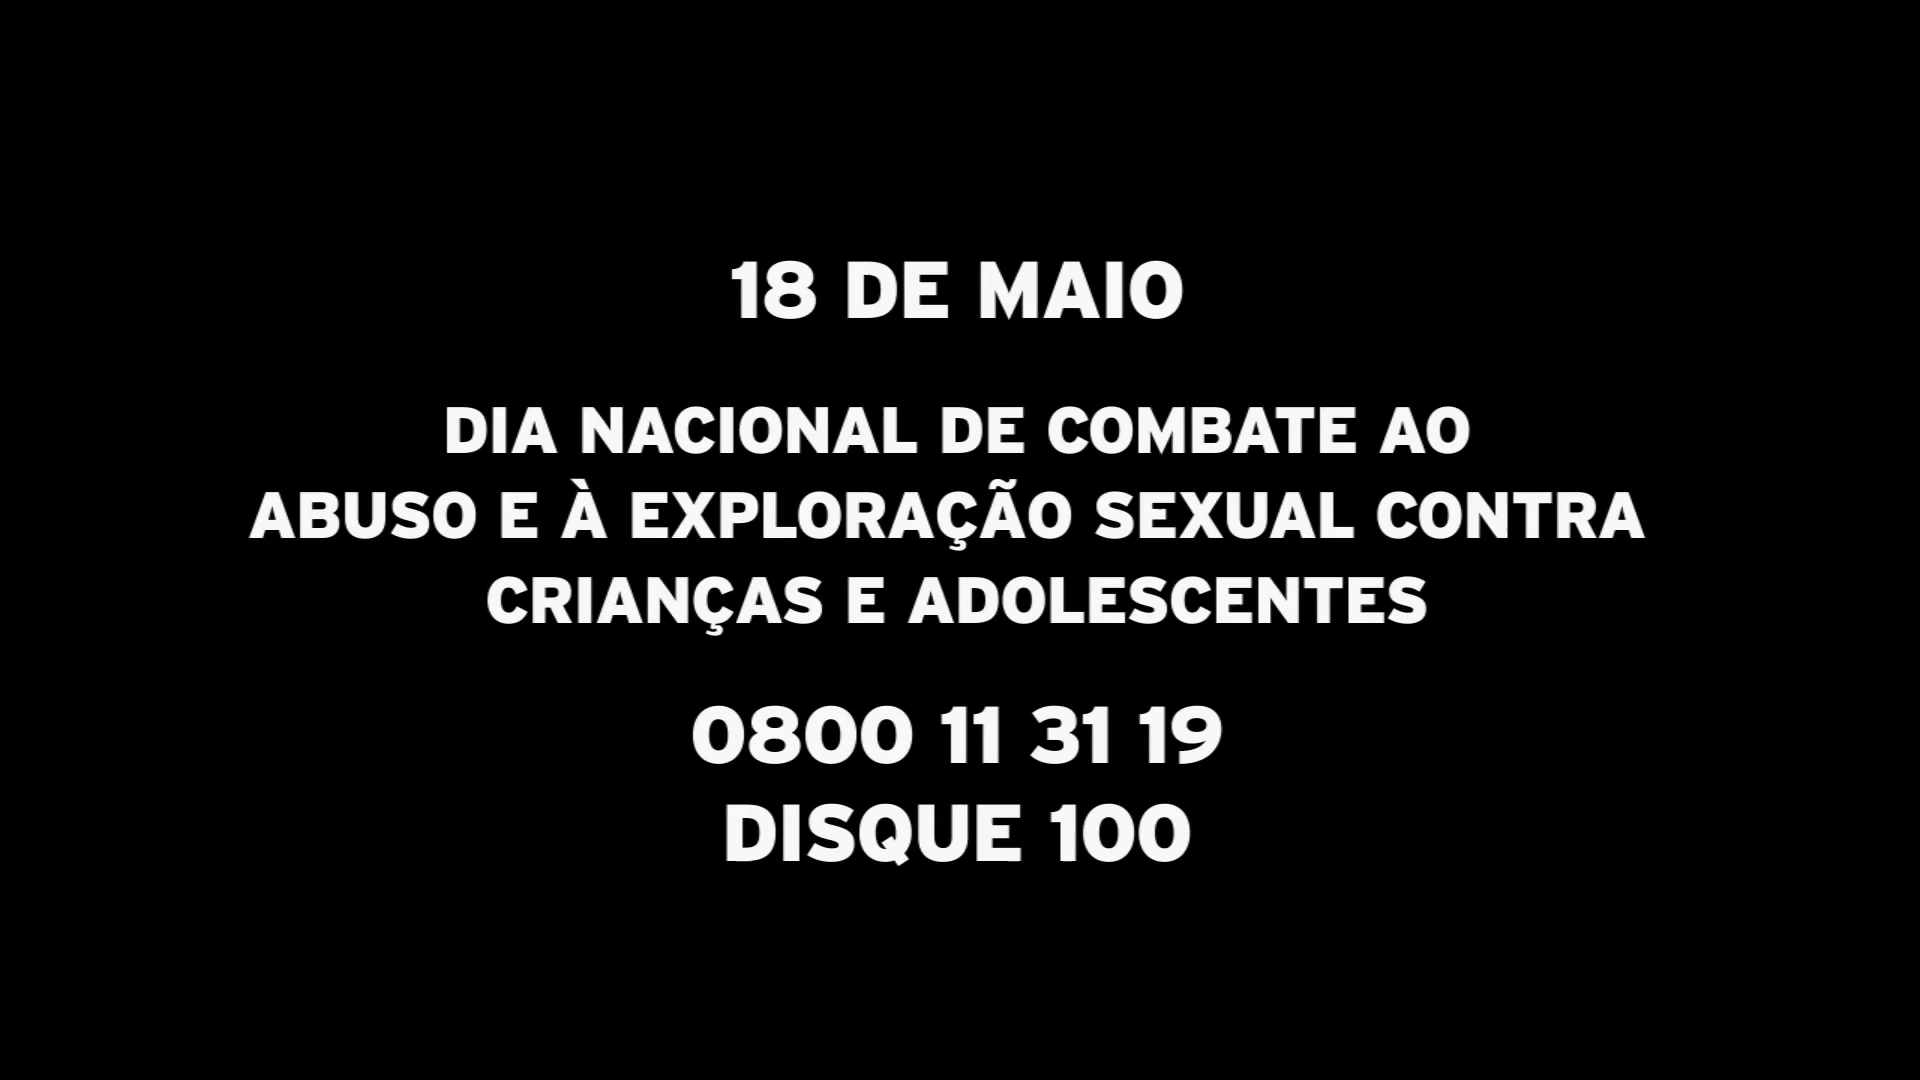 18 DE MAIO
DIA NACIONAL DE COMBATE AO
ABUSO E À EXPLORAÇÃO SEXUAL CONTRA
CRIANÇAS E ADOLESCENTES
0800 11 31 19
DISQUE 100